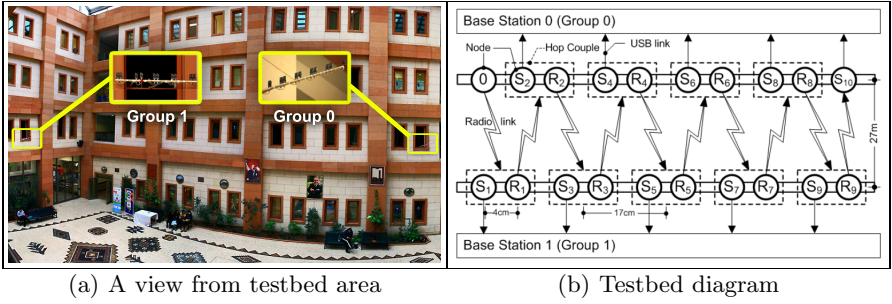 Group 1
Group 0
(a) A view from testbed area
Base Station 0 (Group 0)
Node
Hop Couple
USB link
0
S2
R2
S4
R4
S6
R6
S8
R8
S10
Radio link
27m
S1
R1
S3
R3
S5
R5
S7
R7
S9
R9
4cm
17cm
Base Station 1 (Group 1)
(b) Testbed diagram